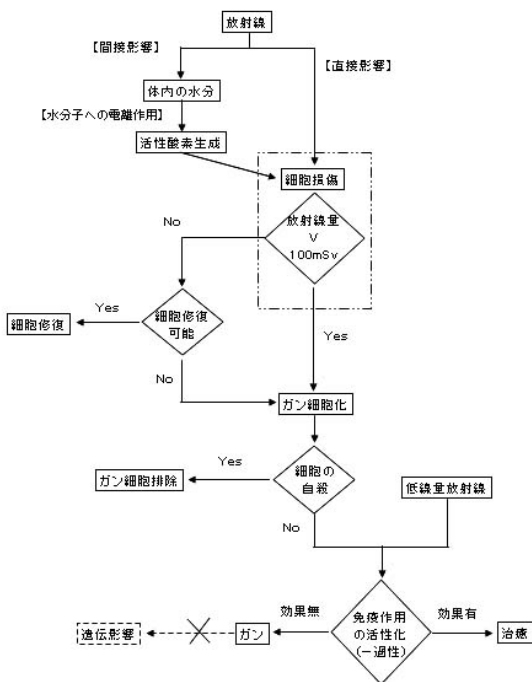 放射線
【間接影響】
【直接影響】
体内の水分
【水分子への電離作用】
活性酸素生成
細胞損傷
放射線量
V
100mSv
No
Yes
細胞修復
可能
Yes
細胞修復
No
ガン細胞化
細胞の
自殺
Yes
ガン細胞排除
No
低線量放射線
免疫作用
の活性化
(一過性)
効果無
効果有
ガン
遺伝影響
治療